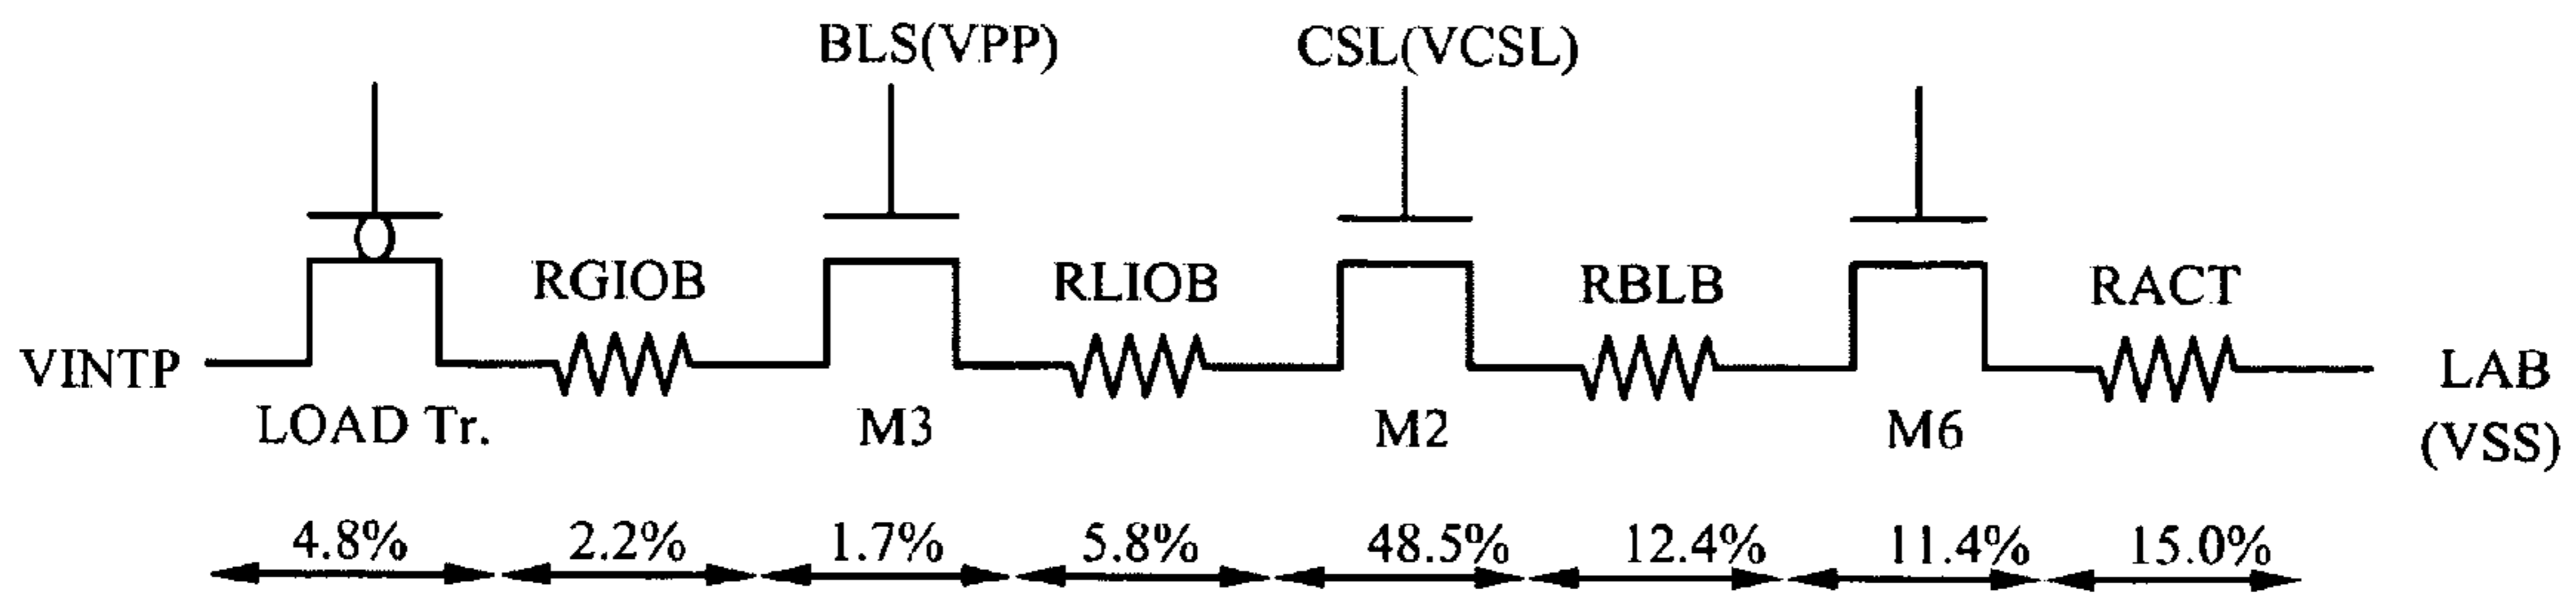 BLS(VPP) CSL(VCSL)
RGIOB RLIOB RBLB RACT
VINTP LAB
LOAD Tr. M3 M2 M6 (VSS)
4.8% 2.2% 1.7% 5.8% 48.5% 12.4% 11.4% 15.0%